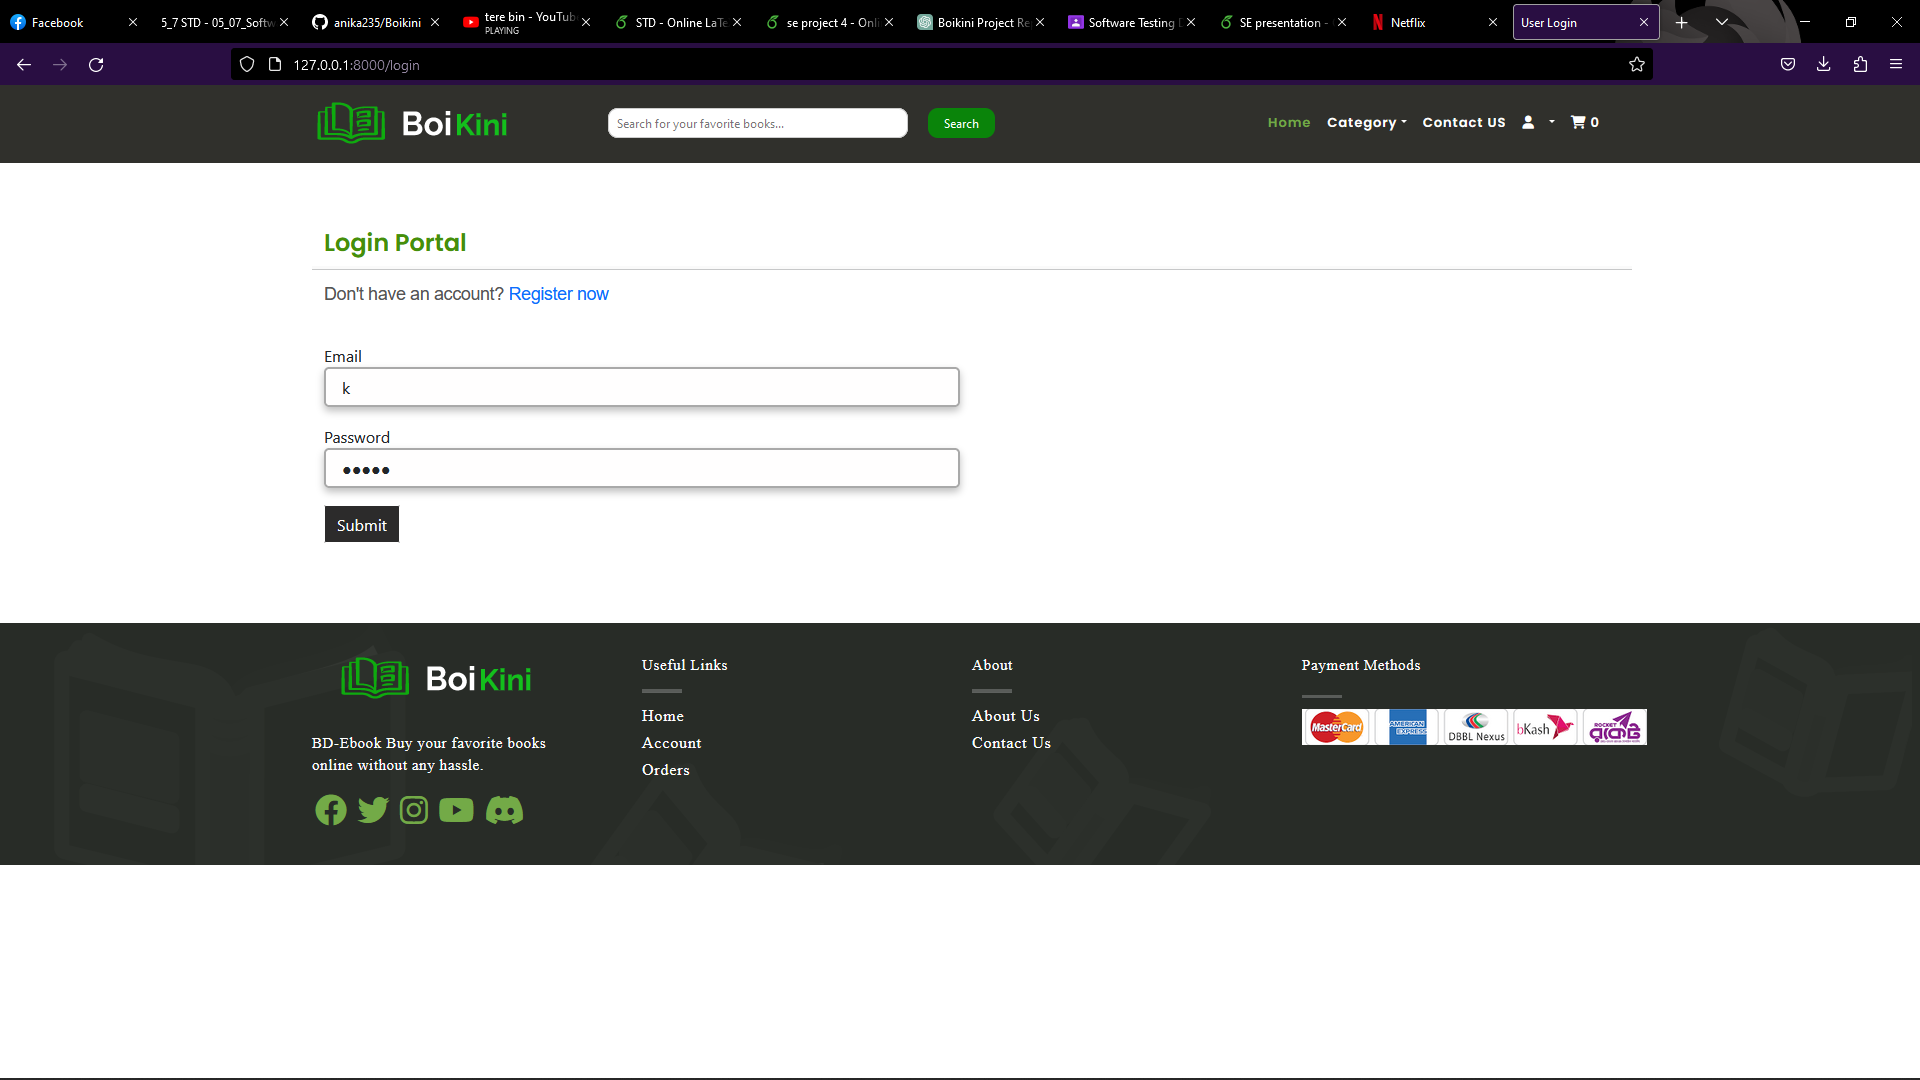 Facebook
5_7 STD - 05_07_Softw
anika235/Boikini
tere bin - YouTub
PLAYING
STD - Online LaTe
se project 4 - Onli
Boikini Project Re
Software Testing D
SE presentation -
Netflix
User Login
127.0.0.1:8000/login
BoiKini
Search for your favorite books...
Search
Home
Category
Contact US
0
Login Portal
Don't have an account? Register now
Email
k
Password
Submit
BoiKini
BD-Ebook Buy your favorite books
online without any hassle.
Useful Links
Home
Account
Orders
About
About Us
Contact Us
Payment Methods
MasterCard
AMERICAN
EXPRESS
DBBL Nexus
bKash
ROCKET
রকেট